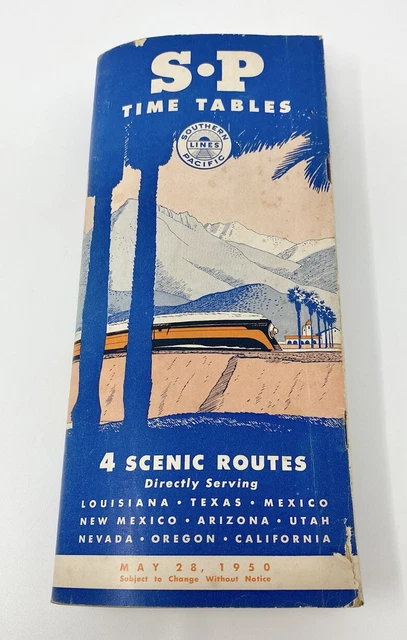 S•P
TIME TABLES
SOUTHERN
LINES
PACIFIC
4 SCENIC ROUTES
Directly Serving
LOUISIANA • TEXAS • MEXICO
NEW MEXICO • ARIZONA • UTAH
NEVADA • OREGON • CALIFORNIA
MAY 28, 1950
Subject to Change Without Notice